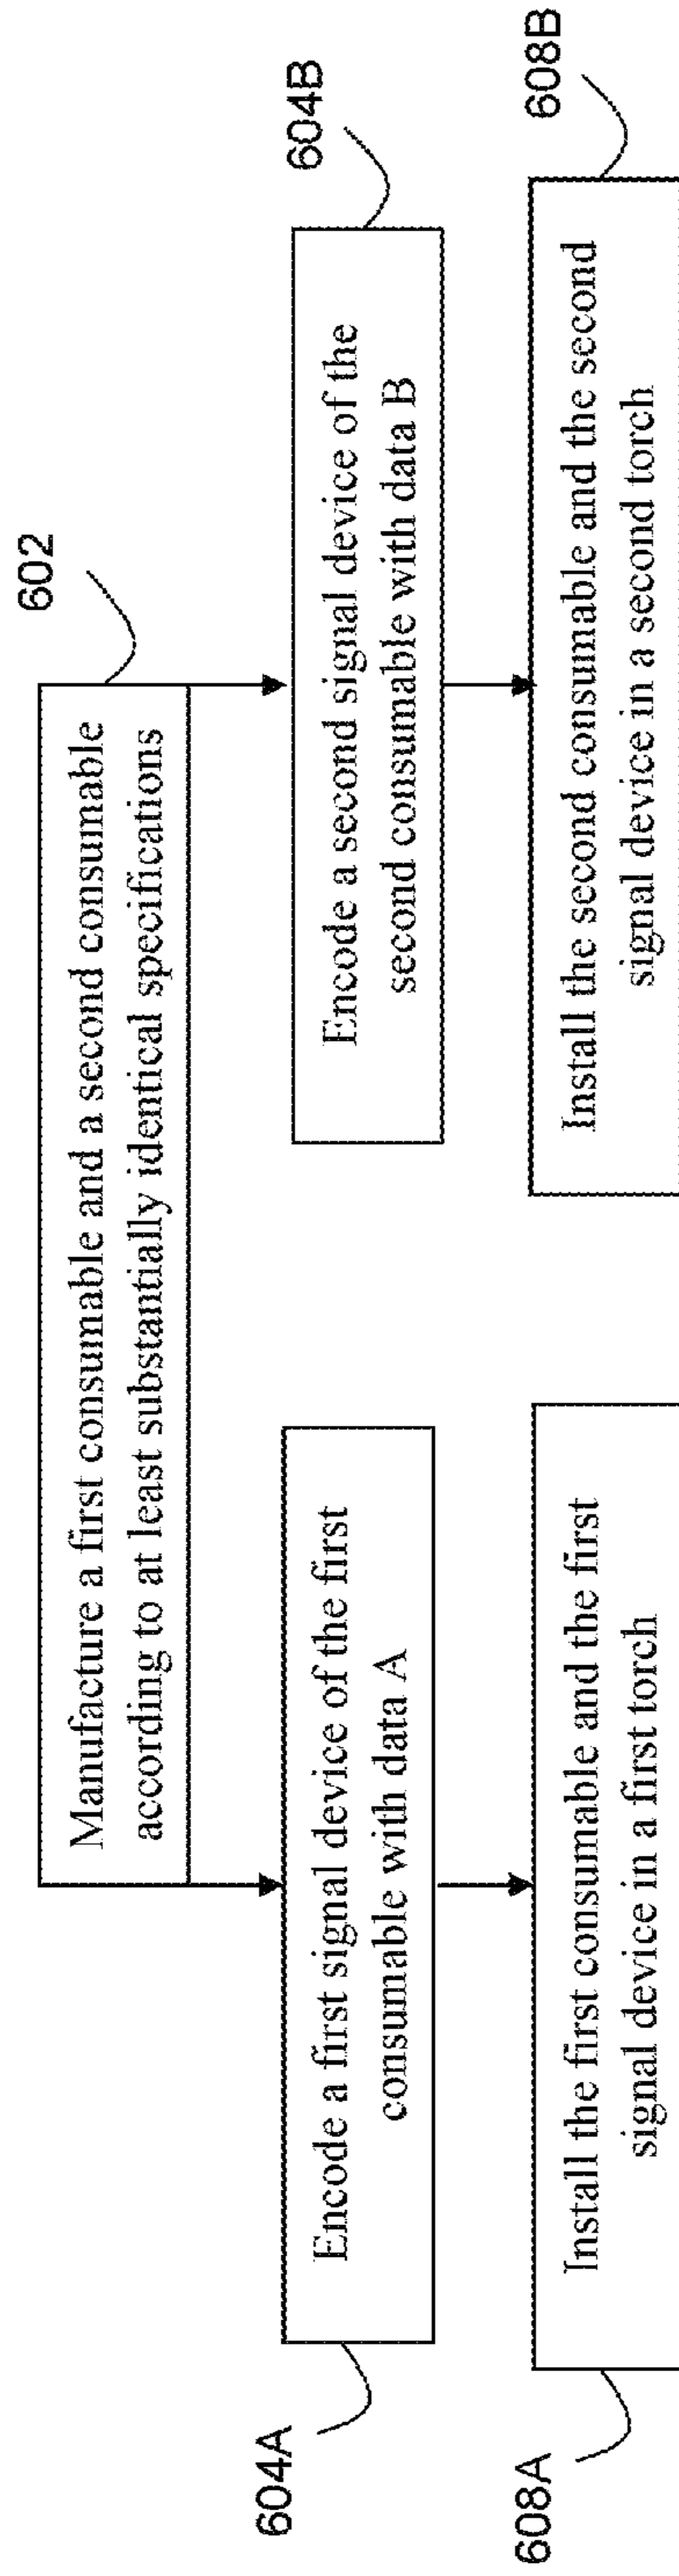 602
Manufacture a first consumable and a second consumable
according to at least substantially identical specifications
604A
Encode a first signal device of the first
consumable with data A
604B
Encode a second signal device of the
second consumable with data B
608A
Install the first consumable and the first
signal device in a first torch
608B
Install the second consumable and the second
signal device in a second torch